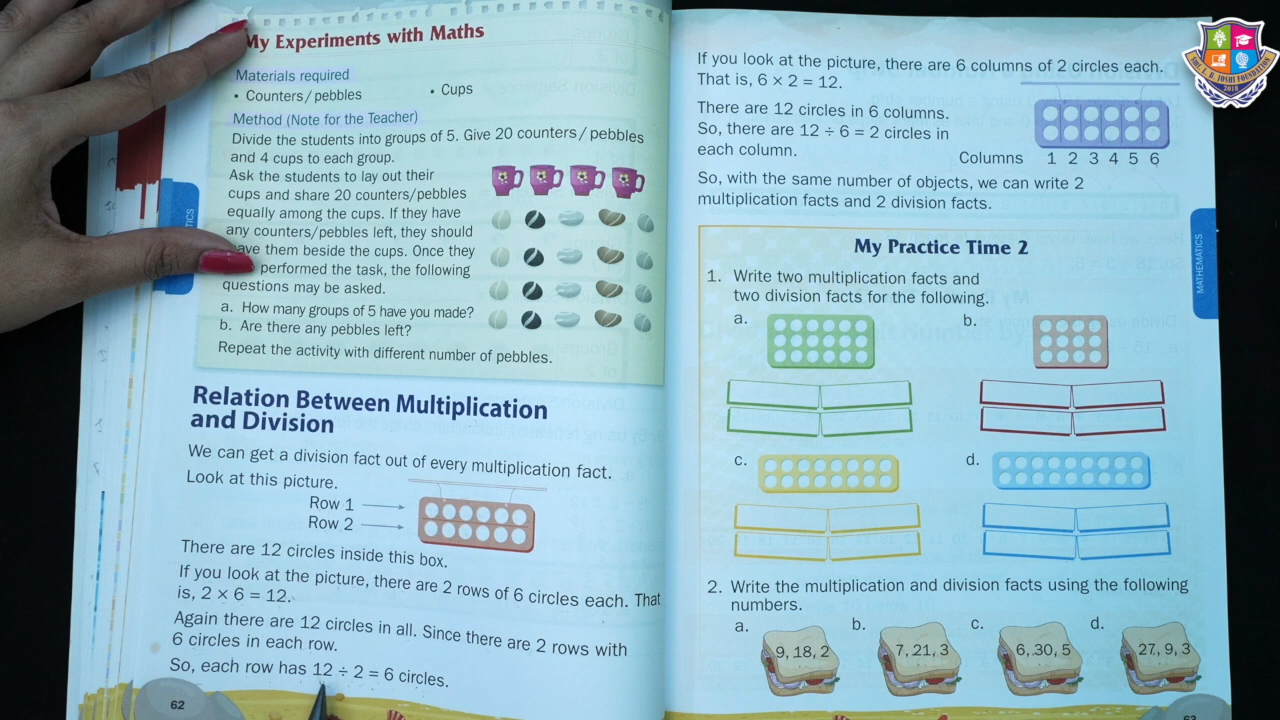 My Experiments with Maths
Materials required
• Counters / pebbles
• Cups
Method (Note for the Teacher)
Divide the students into groups of 5. Give 20 counters / pebbles
and 4 cups to each group.
Ask the students to lay out their
cups and share 20 counters/pebbles
equally among the cups. If they have
any counters/pebbles left, they should
ave them beside the cups. Once they
performed the task, the following
questions may be asked.
a. How many groups of 5 have you made?
b. Are there any pebbles left?
Repeat the activity with different number of pebbles.
Relation Between Multiplication
and Division
We can get a division fact out of every multiplication fact.
Look at this picture.
Row 1
Row 2
There are 12 circles inside this box.
If you look at the picture, there are 2 rows of 6 circles each. That
is, 2 × 6 = 12.
Again there are 12 circles in all. Since there are 2 rows with
6 circles in each row.
So, each row has 12 ÷ 2 = 6 circles.
62
If you look at the picture, there are 6 columns of 2 circles each.
That is, 6 × 2 = 12.
There are 12 circles in 6 columns.
So, there are 12 ÷ 6 = 2 circles in
each column.
Columns 1 2 3 4 5 6
So, with the same number of objects, we can write 2
multiplication facts and 2 division facts.
My Practice Time 2
1. Write two multiplication facts and
two division facts for the following.
a.
b.
c.
d.
2. Write the multiplication and division facts using the following
numbers.
a. 9, 18, 2
b. 7, 21, 3
c. 6, 30, 5
d. 27, 9, 3
MATHEMATICS
63
2018